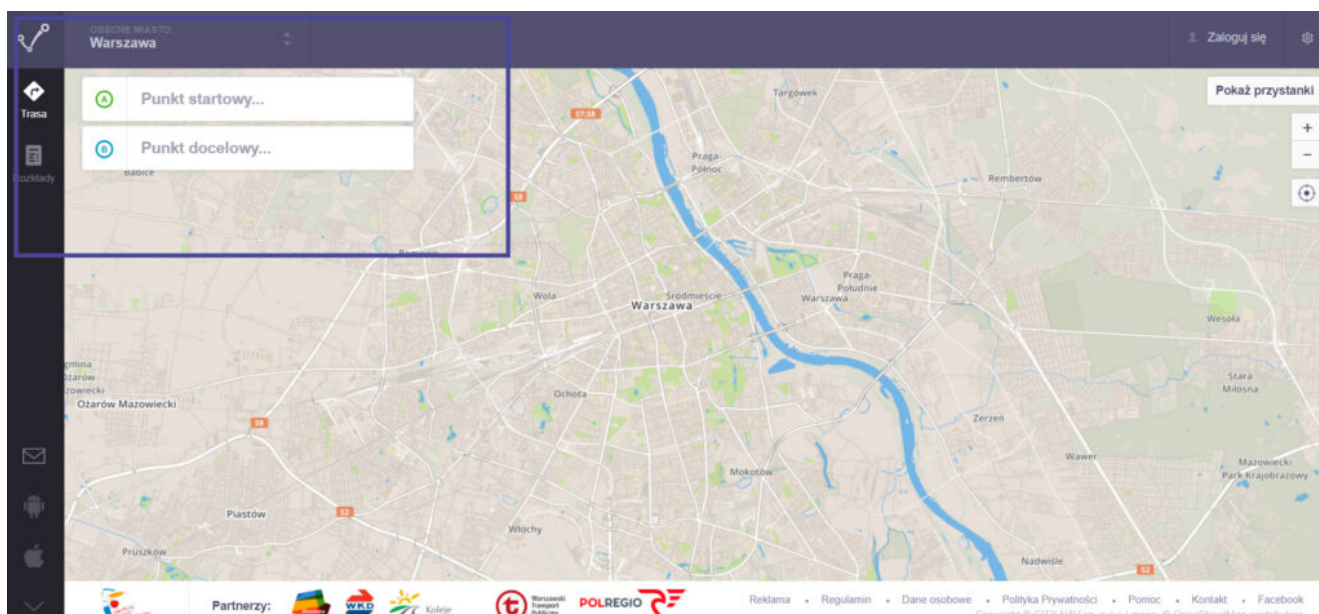 OBECNE MIASTO:
Warszawa
Zaloguj się
Trasa
Rozkłady
A
Punkt startowy...
B
Punkt docelowy...
Pokaż przystanki
+
−
Targówek
S7;S8
Praga-
Północ
Babice
Rembertów
S8
Bemowo
Praga-
Południe
Wola
Śródmieście
Warszawa
Warszawa
Wesoła
gmina
Ożarów
Mazowiecki
Ożarów Mazowiecki
Stara
Miłosna
Ochota
S8
Zerzeń
Wawer
Mokotów
Mazowiecki
Park Krajobrazowy
Piastów
S2
Włochy
Pruszków
Nadwiśle
S2
Partnerzy:
WKD
Koleje
Warszawski
Transport
Publiczny
POLREGIO
Reklama • Regulamin • Dane osobowe • Polityka Prywatności • Pomoc • Kontakt • Facebook